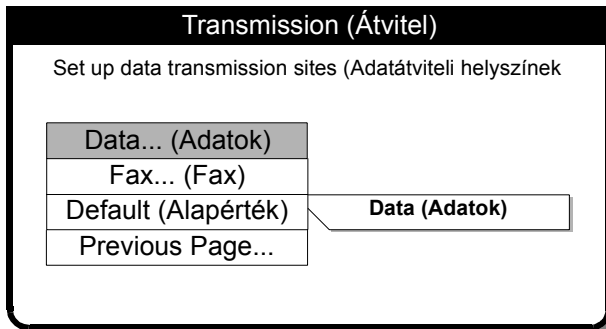 Transmission (Átvitel)
Set up data transmission sites (Adatátviteli helyszínek
Data... (Adatok)
Fax... (Fax)
Default (Alapérték)
Data (Adatok)
Previous Page...